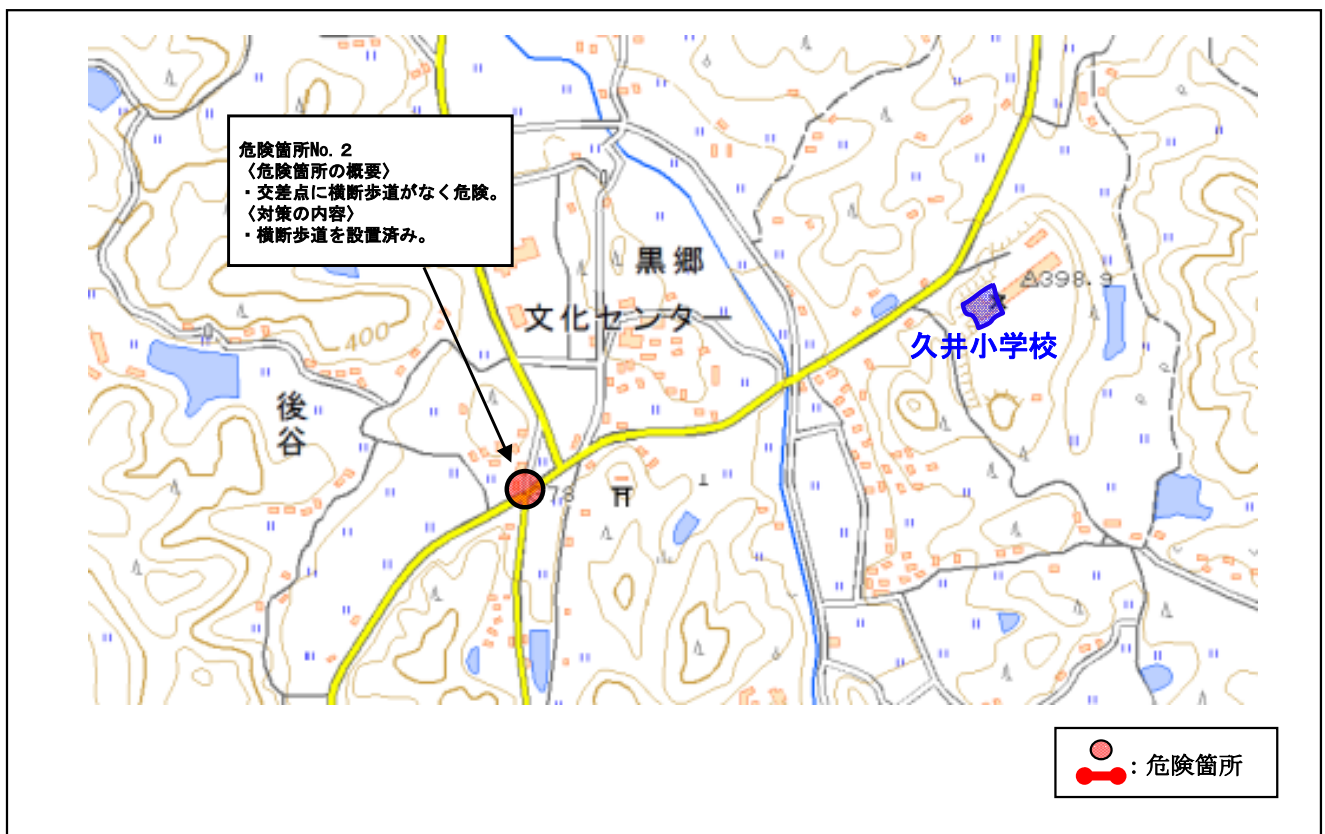 危険箇所No. 2
〈危険箇所の概要〉
・交差点に横断歩道がなく危険。
〈対策の内容〉
・横断歩道を設置済み。
黒郷
398.9
文化センター
400
久井小学校
後谷
78
: 危険箇所